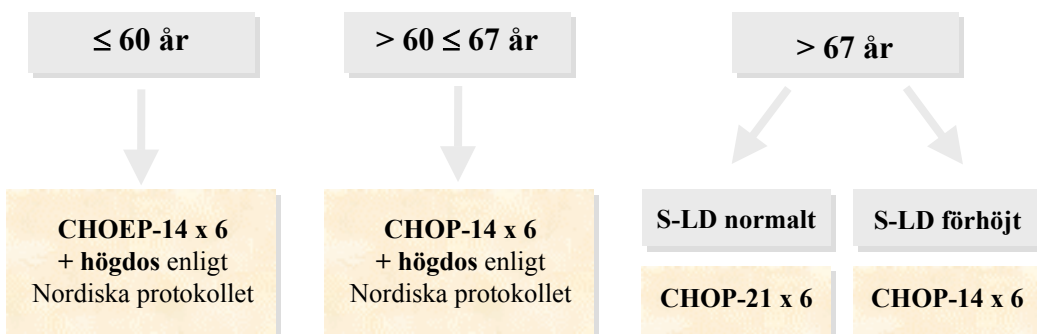 ≤ 60 år
> 60 ≤ 67 år
> 67 år
CHOEP-14 x 6
+ högdos enligt
Nordiska protokollet
CHOP-14 x 6
+ högdos enligt
Nordiska protokollet
S-LD normalt
S-LD förhöjt
CHOP-21 x 6
CHOP-14 x 6